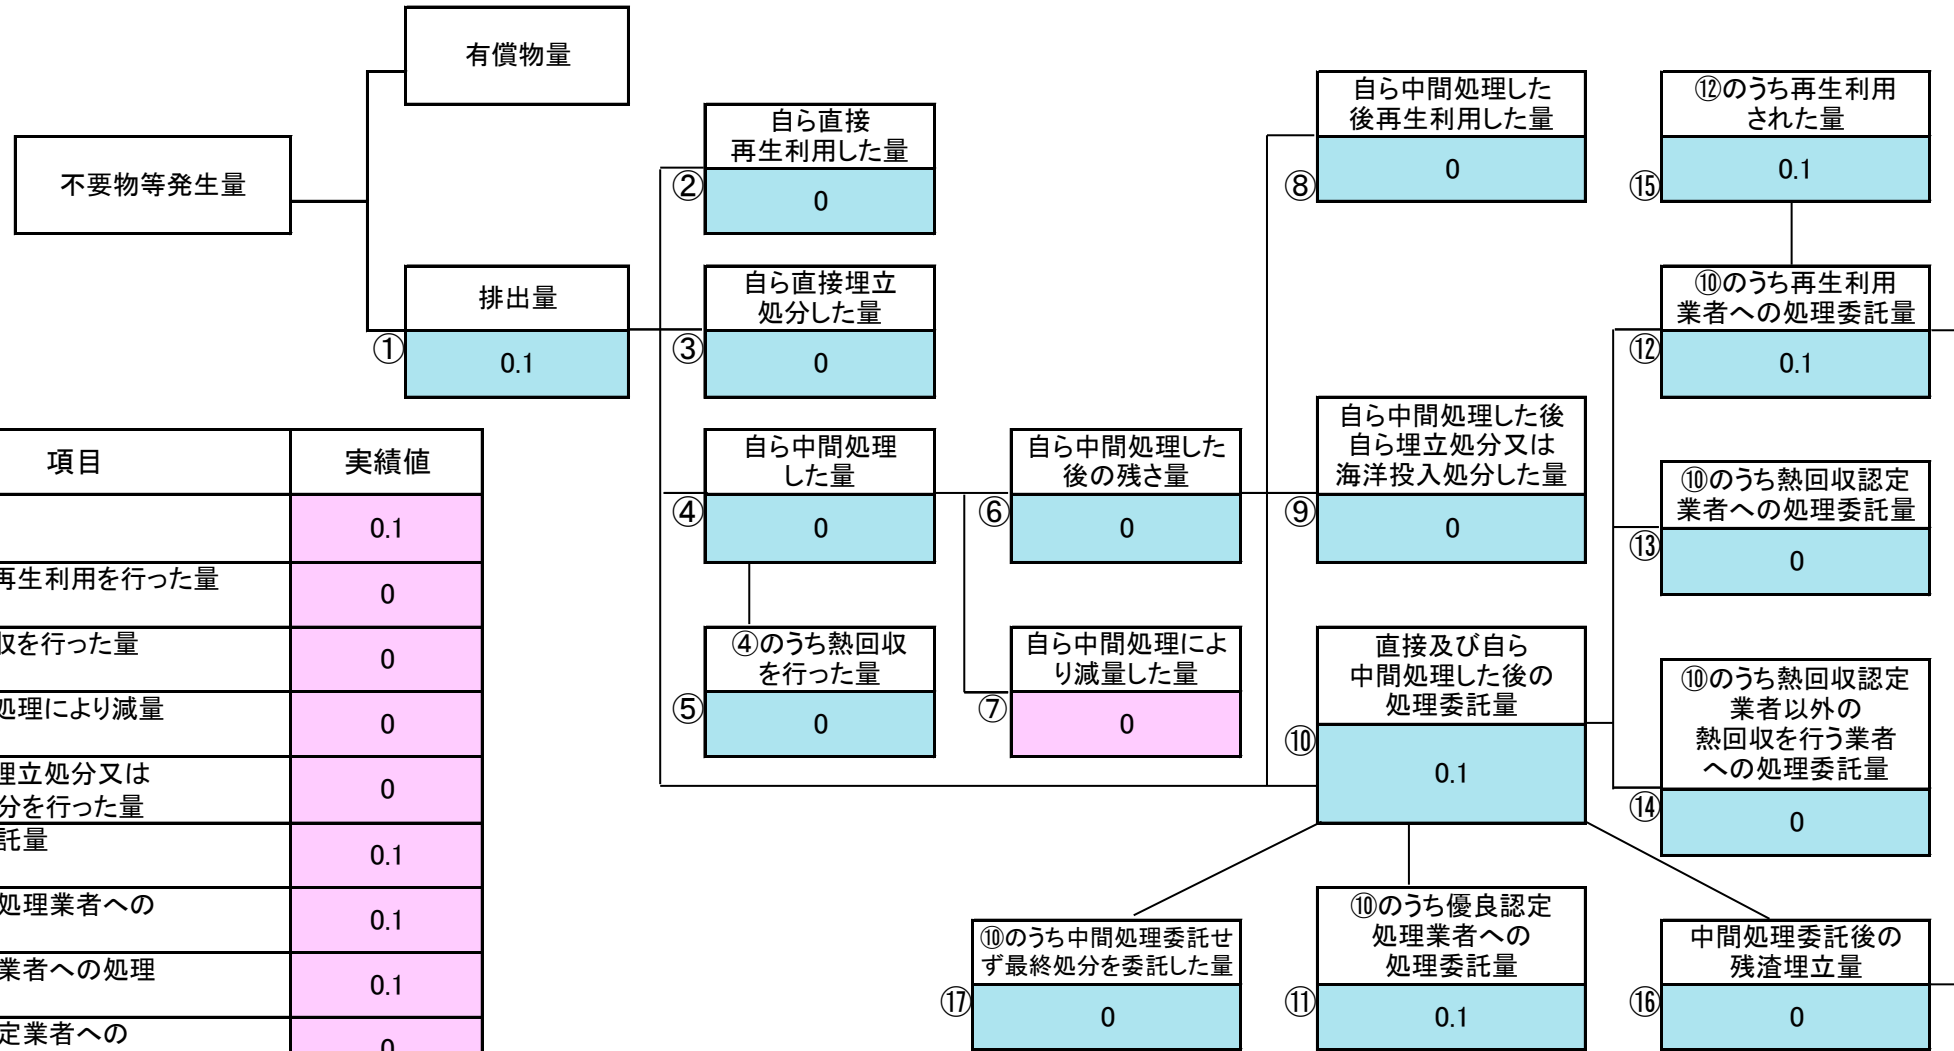 有償物量
不要物等発生量
排出量
①
0.1
自ら直接
再生利用した量
②
0
自ら直接埋立
処分した量
③
0
自ら中間処理
した量
④
0
④のうち熱回収
を行った量
⑤
0
自ら中間処理した
後の残さ量
⑥
0
自ら中間処理によ
り減量した量
⑦
0
自ら中間処理した
後再生利用した量
⑧
0
自ら中間処理した後
自ら埋立処分又は
海洋投入処分した量
⑨
0
直接及び自ら
中間処理した後の
処理委託量
⑩
0.1
⑫のうち再生利用
された量
⑮
0.1
⑩のうち再生利用
業者への処理委託量
⑫
0.1
⑩のうち熱回収認定
業者への処理委託量
⑬
0
⑩のうち熱回収認定
業者以外の
熱回収を行う業者
への処理委託量
⑭
0
⑩のうち中間処理委託せ
ず最終処分を委託した量
⑰
0
⑩のうち優良認定
処理業者への
処理委託量
⑪
0.1
中間処理委託後の
残渣埋立量
⑯
0
項目 実績値
0.1
再生利用を行った量
0
収を行った量
0
処理により減量
0
埋立処分又は
分を行った量
0
託量
0.1
処理業者への
0.1
業者への処理
0.1
定業者への
0